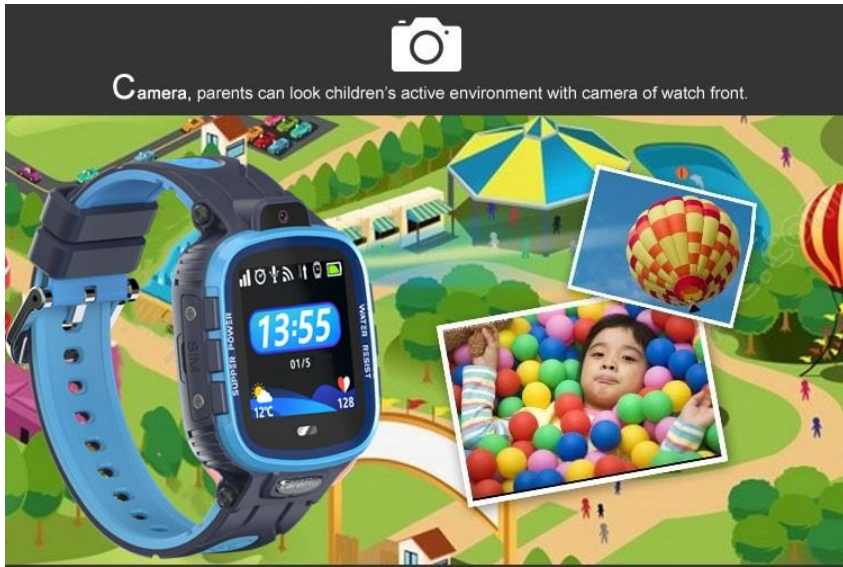 Camera, parents can look children's active environment with camera of watch front.
13:55
01/5
12°C
128
SUPPER POWER
SIM
WATER RESIST